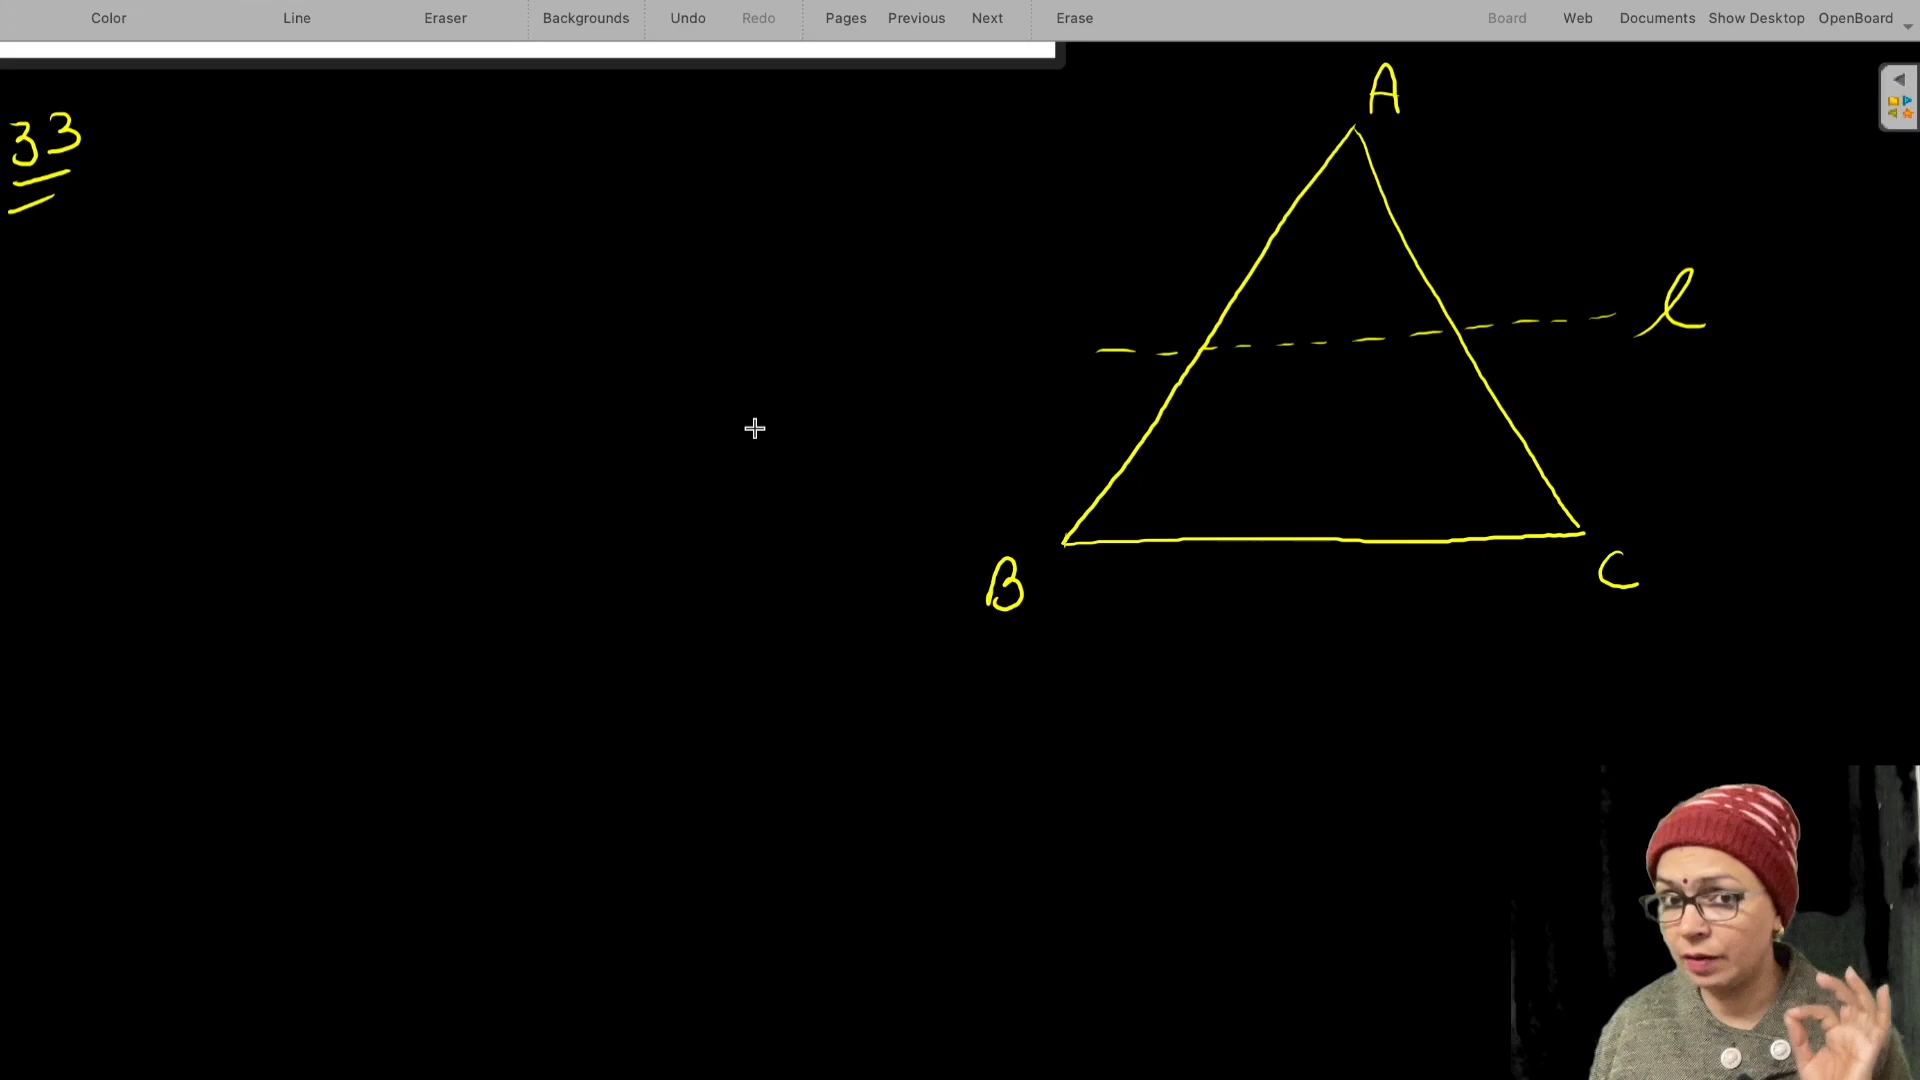 Color Line Eraser Backgrounds Undo Redo Pages Previous Next Erase Board Web Documents Show Desktop OpenBoard
A
33
l
B
C